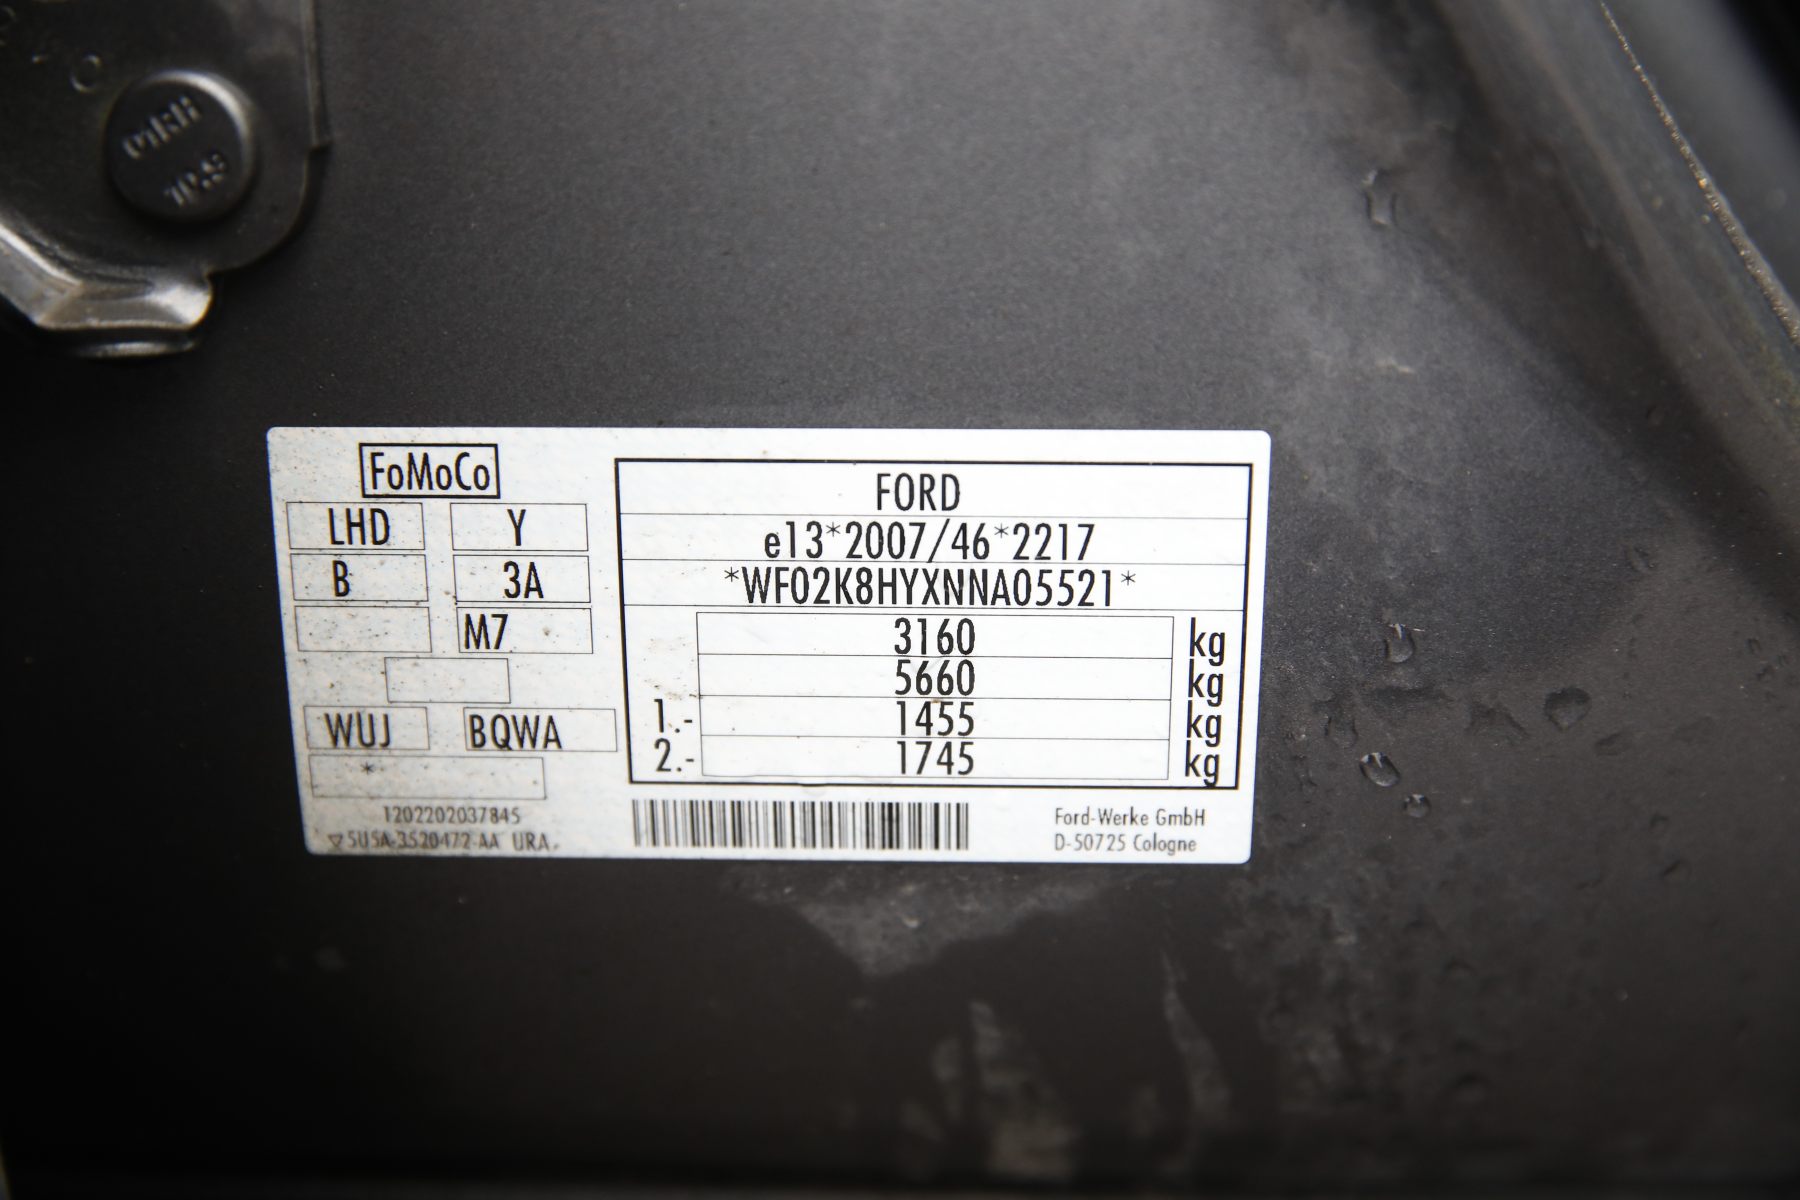 FoMoCo
LHD Y
B 3A
M7
WUJ BQWA
*
1202202037845
5U5A-3520472-AA URA
FORD
e13*2007/46*2217
*WF02K8HYXNNA05521*
3160 kg
5660 kg
1.- 1455 kg
2.- 1745 kg
Ford-Werke GmbH
D-50725 Cologne